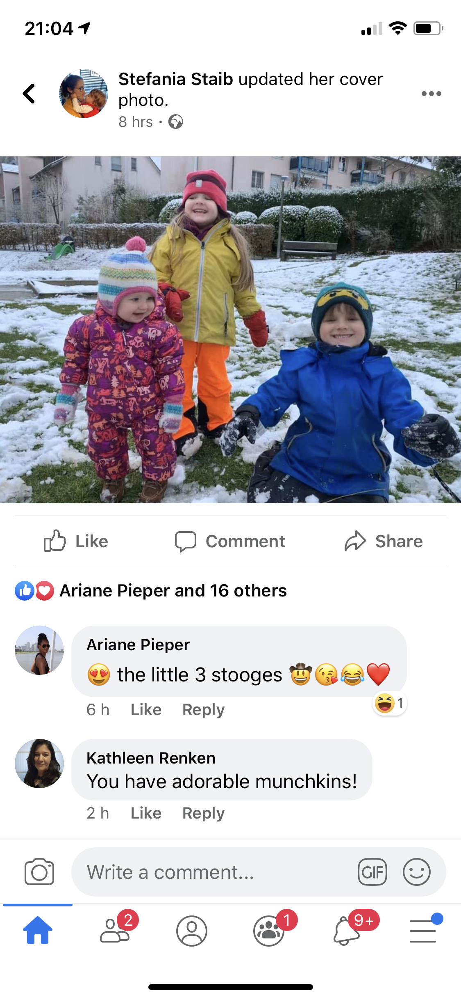 21:04
Stefania Staib updated her cover
photo.
8 hrs ·
Like
Comment
Share
Ariane Pieper and 16 others
Ariane Pieper
😍 the little 3 stooges 🤠😘😂❤️
1
6 h Like Reply
Kathleen Renken
You have adorable munchkins!
2 h Like Reply
Write a comment...
GIF
2
1
9+